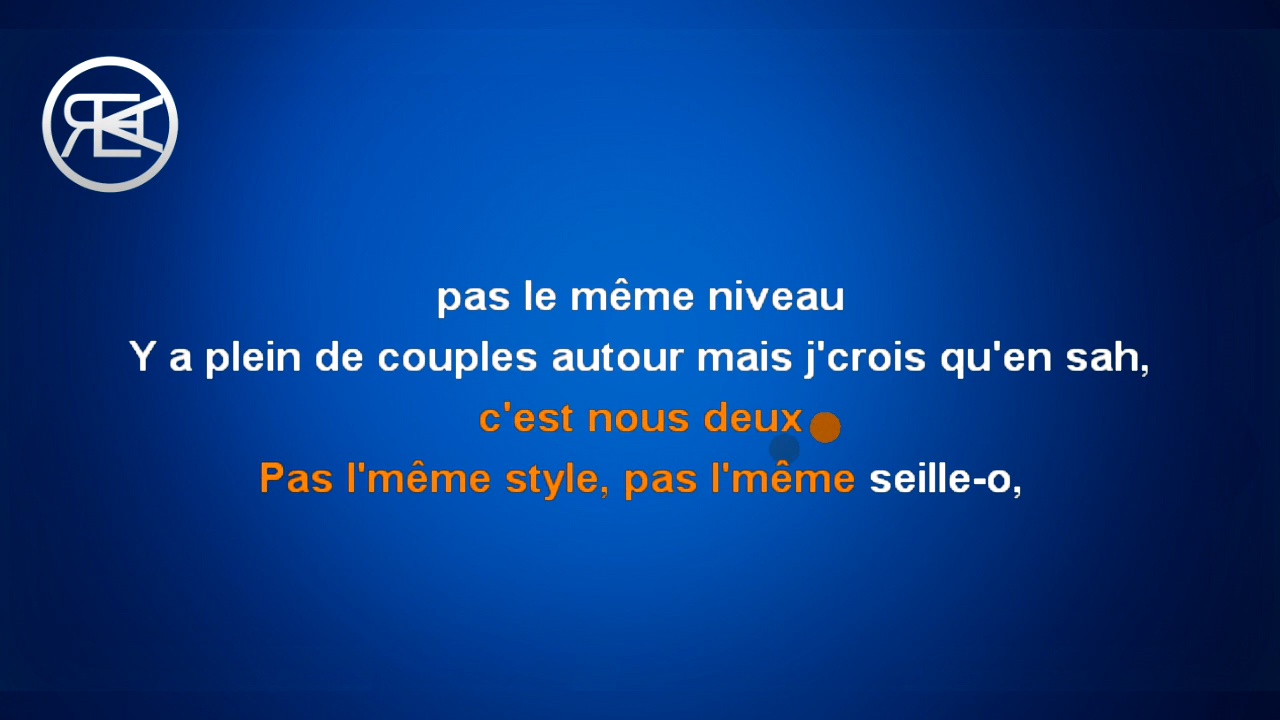 pas le même niveau
Y a plein de couples autour mais j'crois qu'en sah,
c'est nous deux
Pas l'même style, pas l'même seille-o,